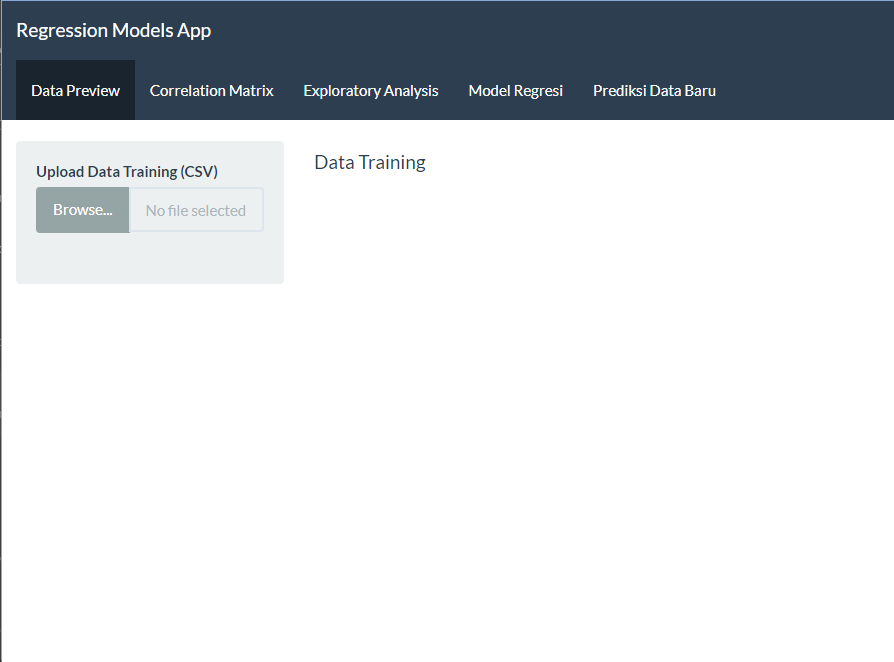 Regression Models App
Data Preview Correlation Matrix Exploratory Analysis Model Regresi Prediksi Data Baru
Upload Data Training (CSV)
Browse... No file selected
Data Training